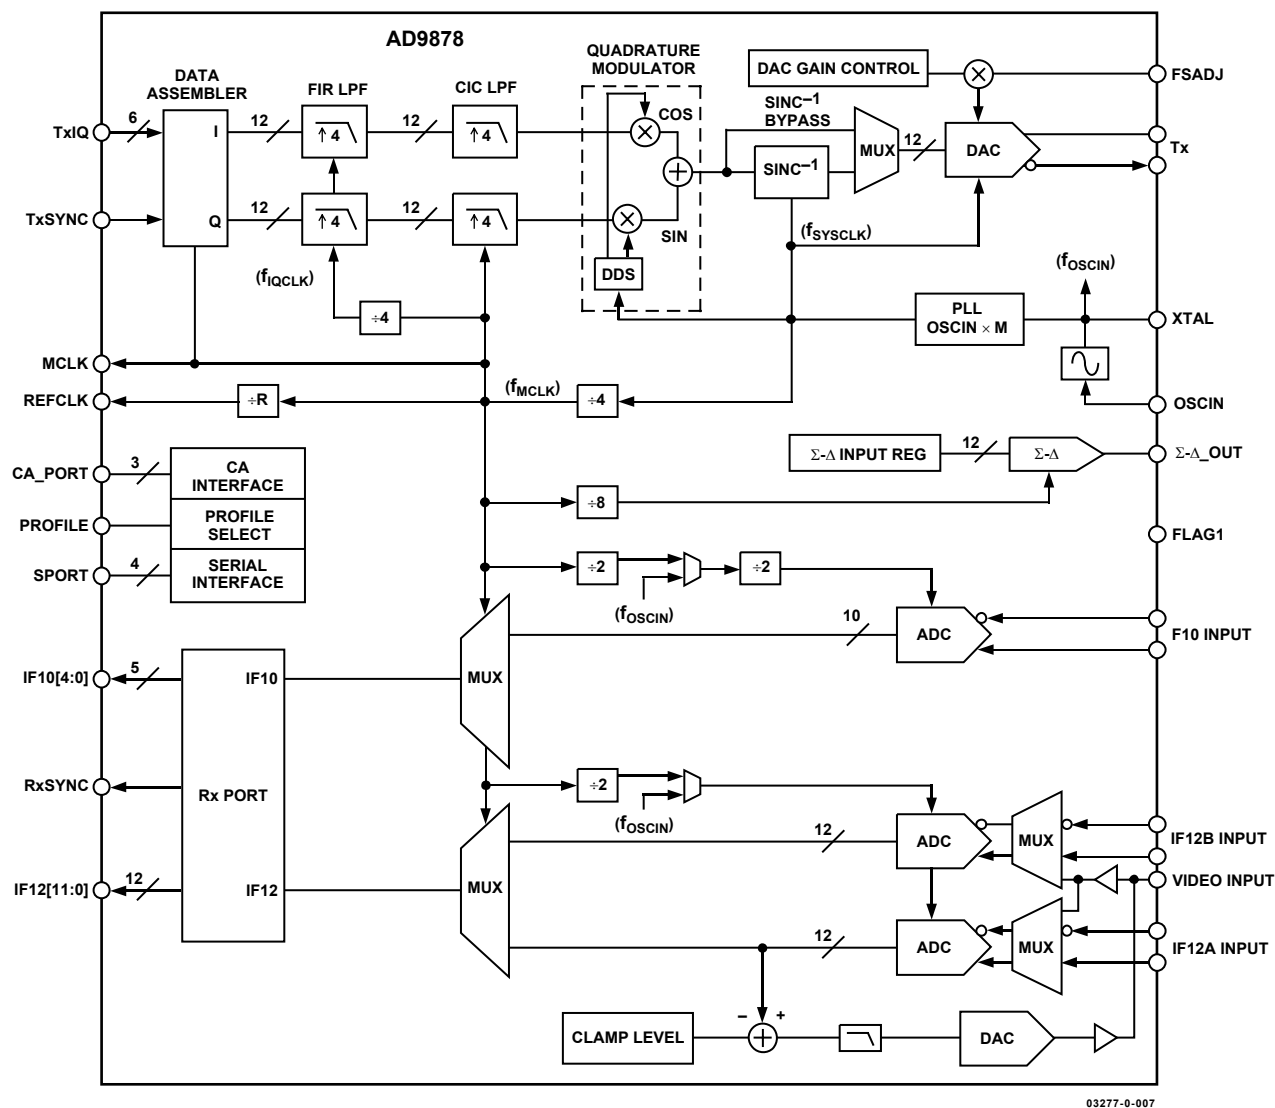 AD9878
QUADRATURE
MODULATOR
DAC GAIN CONTROL
FSADJ
DATA
ASSEMBLER
FIR LPF
CIC LPF
COS
SINC–1
BYPASS
TxIQ
6
I
12
↑4
12
↑4
MUX
12
DAC
Tx
SINC–1
TxSYNC
Q
12
↑4
12
↑4
SIN
(fSYSCLK)
(fIQCLK)
DDS
(fOSCIN)
÷4
PLL
OSCIN × M
XTAL
MCLK
REFCLK
÷R
(fMCLK)
÷4
OSCIN
CA_PORT
3
CA
INTERFACE
Σ-Δ INPUT REG
12
Σ-Δ
Σ-Δ_OUT
÷8
PROFILE
PROFILE
SELECT
FLAG1
SPORT
4
SERIAL
INTERFACE
÷2
÷2
(fOSCIN)
10
ADC
F10 INPUT
IF10[4:0]
5
IF10
MUX
RxSYNC
Rx PORT
÷2
(fOSCIN)
12
ADC
MUX
IF12B INPUT
IF12[11:0]
12
IF12
MUX
VIDEO INPUT
12
ADC
MUX
IF12A INPUT
– +
CLAMP LEVEL
DAC
03277-0-007